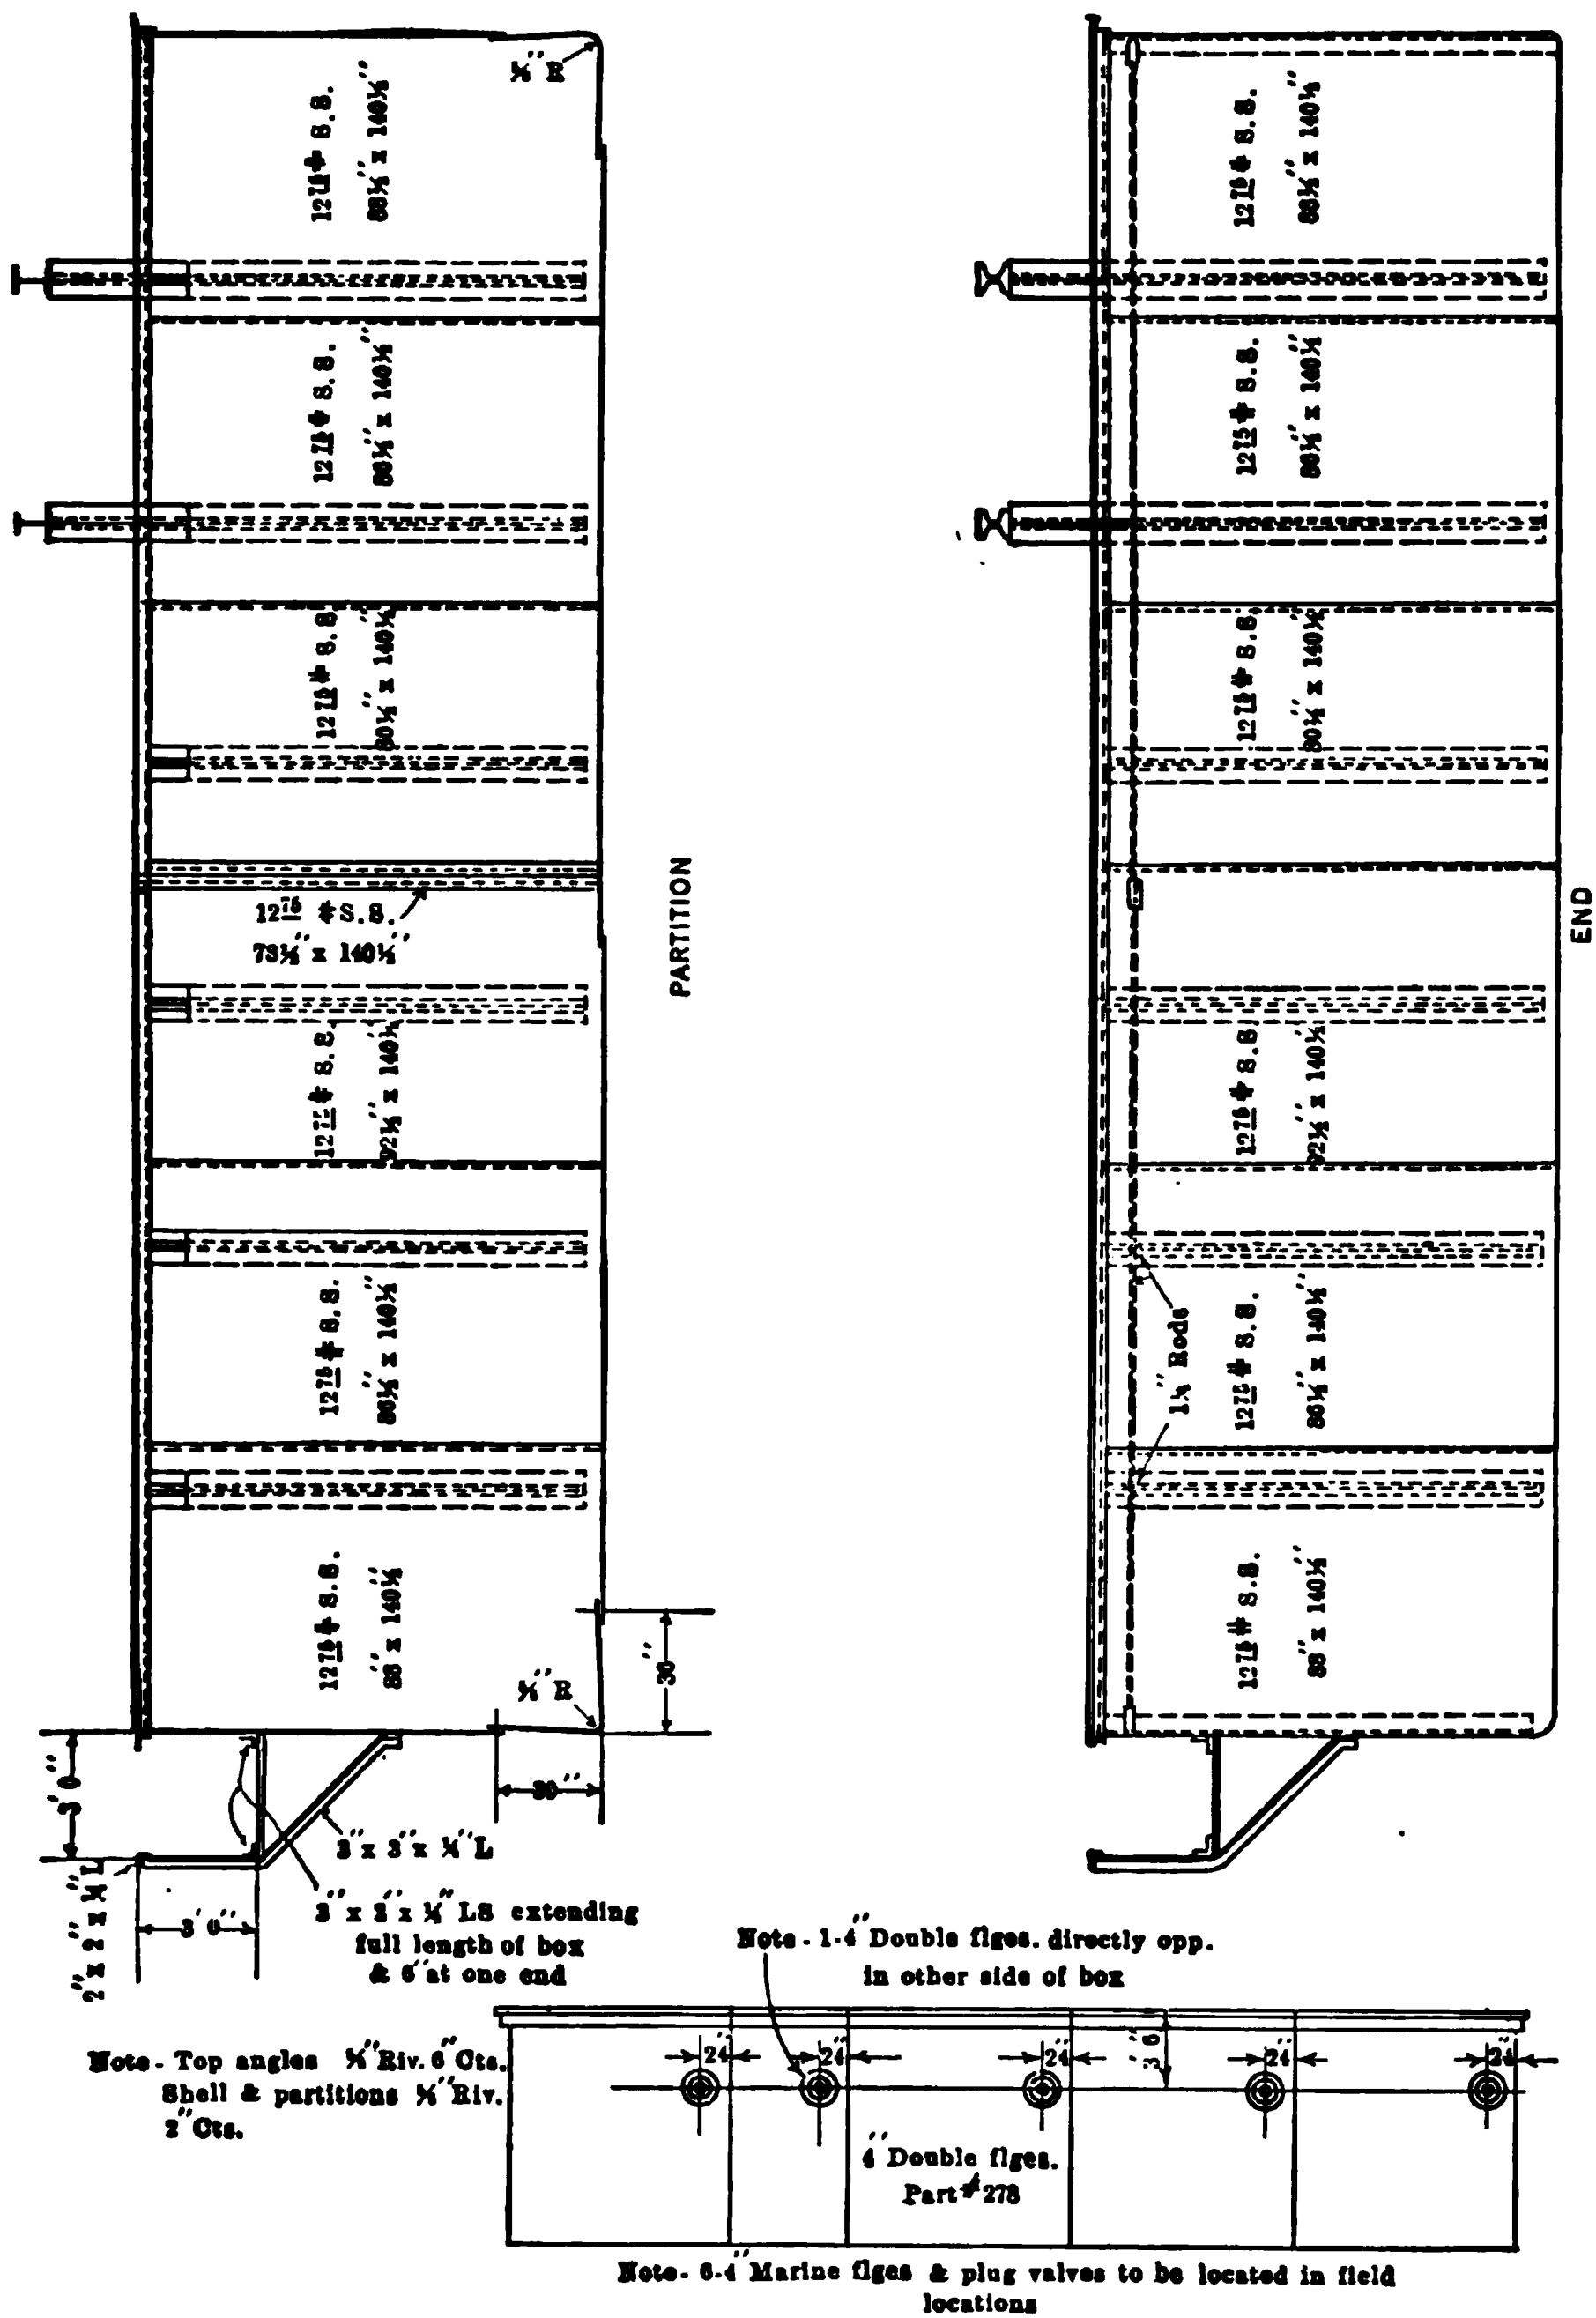 ⅝" R
12 75 # S.S.
88½" x 140½"
12 75 # S.S.
86½" x 140½"
12 75 # S.S.
80½" x 140½"
12 75 # S.S.
73½" x 140½"
12 75 # S.S.
92½" x 140½"
12 75 # S.S.
86½" x 140½"
12 75 # S.S.
88" x 140½"
⅝" R
30"
30"
3' 0"
3' 0"
2" x 2" x ¼" L
3" x 3" x ¼" L
3" x 3" x ¼" LS extending
full length of box
& 6" at one end
PARTITION
12 75 # S.S.
88½" x 140½"
12 75 # S.S.
86½" x 140½"
12 75 # S.S.
80½" x 140½"
12 75 # S.S.
92½" x 140½"
1¼" Rods
12 75 # S.S.
86½" x 140½"
12 75 # S.S.
88" x 140½"
END
Note - 1-4" Double flges. directly opp.
in other side of box
Note - Top angles ⅝" Riv. 6" Cts.
Shell & partitions ⅝" Riv.
2" Cts.
24"
24"
24"
3' 6"
24"
24"
4" Double flges.
Part # 278
Note - 6-4" Marine flges & plug valves to be located in field
locations